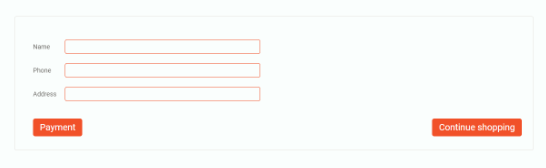 Name
Phone
Address
Payment
Continue shopping